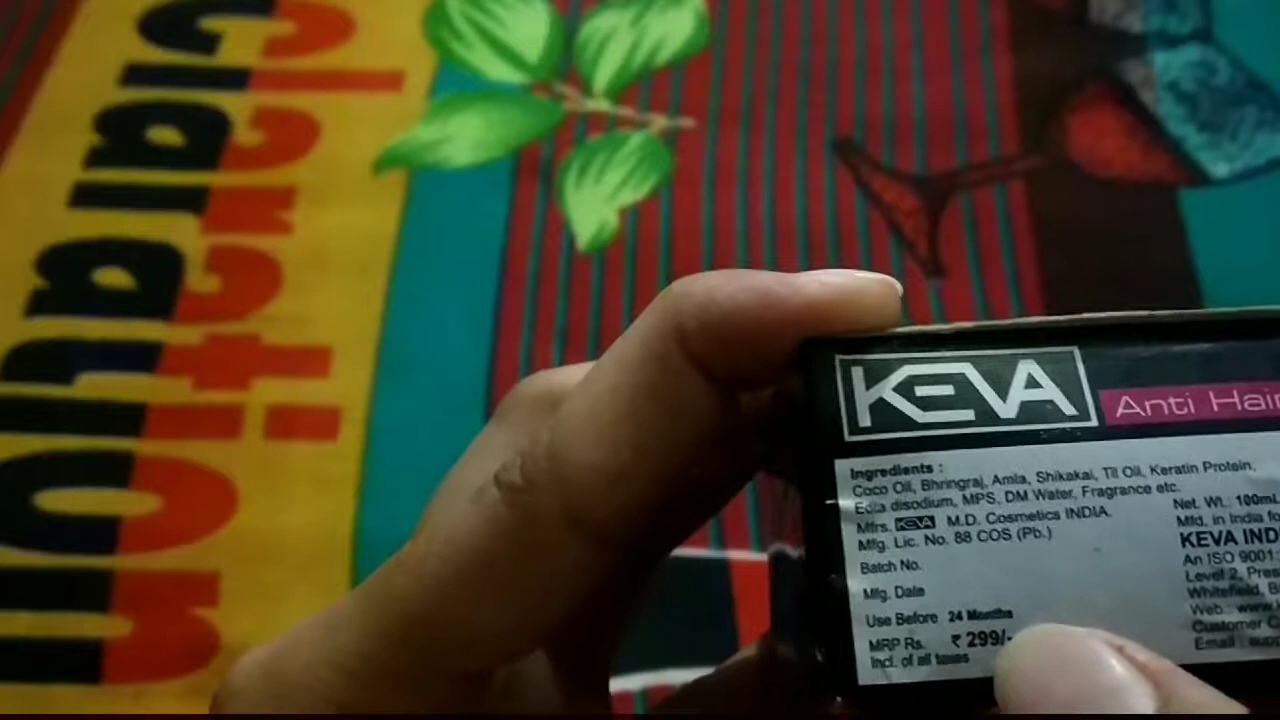 claration
KEVA
Anti Hair
Ingredients :
Coco Oil, Bhringraj, Amla, Shikakai, Til Oil, Keratin Protein,
Edta disodium, MPS, DM Water, Fragrance etc.
Mfrs. KEVA M.D. Cosmetics INDIA.
Mfg. Lic. No. 88 COS (Pb.)
Batch No.
Mfg. Date
Use Before 24 Months
MRP Rs. ₹ 299/-
Incl. of all taxes
Net. Wt.: 100ml
Mfd. in India fo
KEVA IND
An ISO 9001:
Level 2, Pres
Whitefield, B
Web.: www.
Customer C
Email : supp